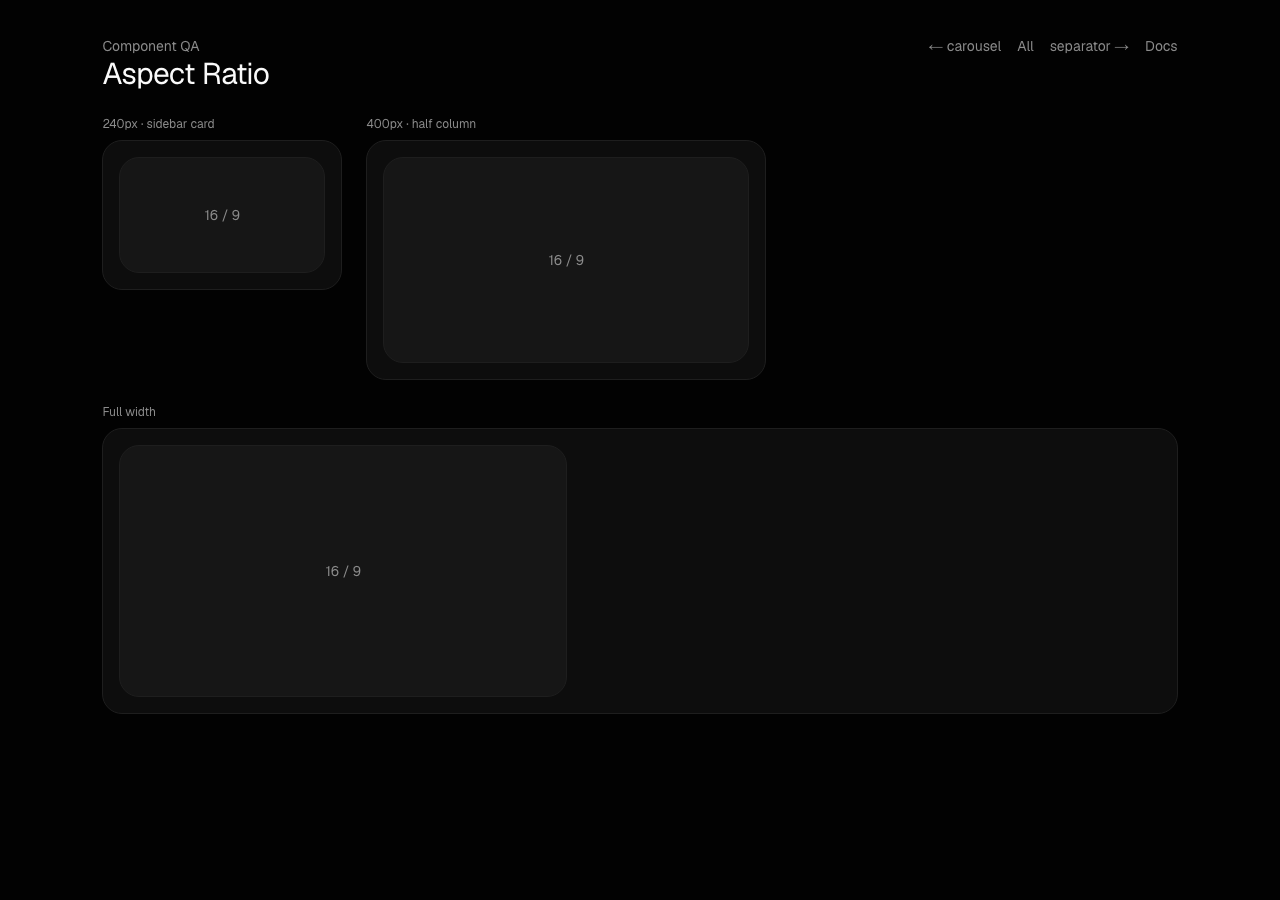 Component QA
← carousel All separator → Docs
Aspect Ratio
240px · sidebar card
400px · half column
16 / 9
16 / 9
Full width
16 / 9